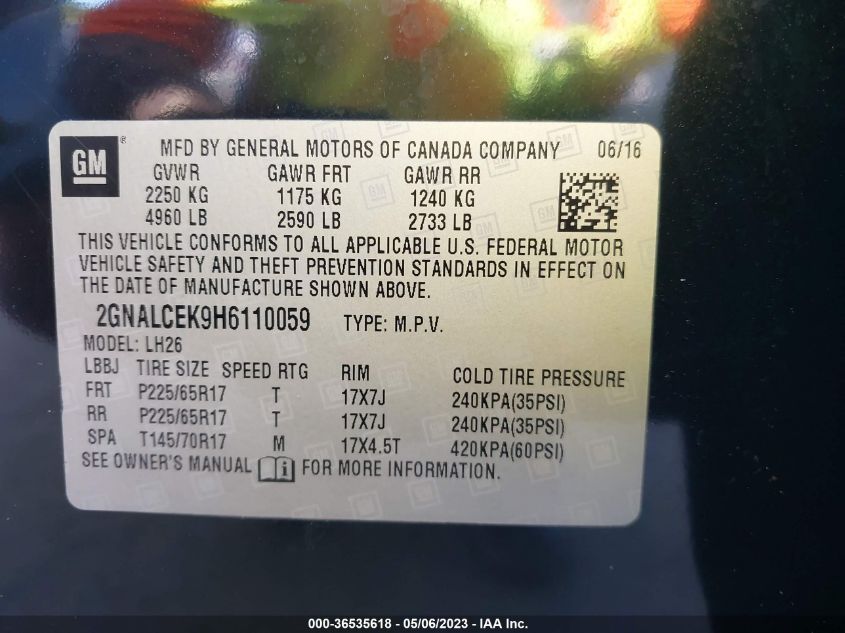 GM ® MFD BY GENERAL MOTORS OF CANADA COMPANY 06/16
GVWR GAWR FRT GAWR RR
2250 KG 1175 KG 1240 KG
4960 LB 2590 LB 2733 LB
THIS VEHICLE CONFORMS TO ALL APPLICABLE U.S. FEDERAL MOTOR
VEHICLE SAFETY AND THEFT PREVENTION STANDARDS IN EFFECT ON
THE DATE OF MANUFACTURE SHOWN ABOVE.
2GNALCEK9H6110059 TYPE: M.P.V.
MODEL: LH26
LBBJ TIRE SIZE SPEED RTG RIM COLD TIRE PRESSURE
FRT P225/65R17 T 17X7J 240KPA(35PSI)
RR P225/65R17 T 17X7J 240KPA(35PSI)
SPA T145/70R17 M 17X4.5T 420KPA(60PSI)
SEE OWNER'S MANUAL i FOR MORE INFORMATION.
000-36535618 - 05/06/2023 - IAA Inc.